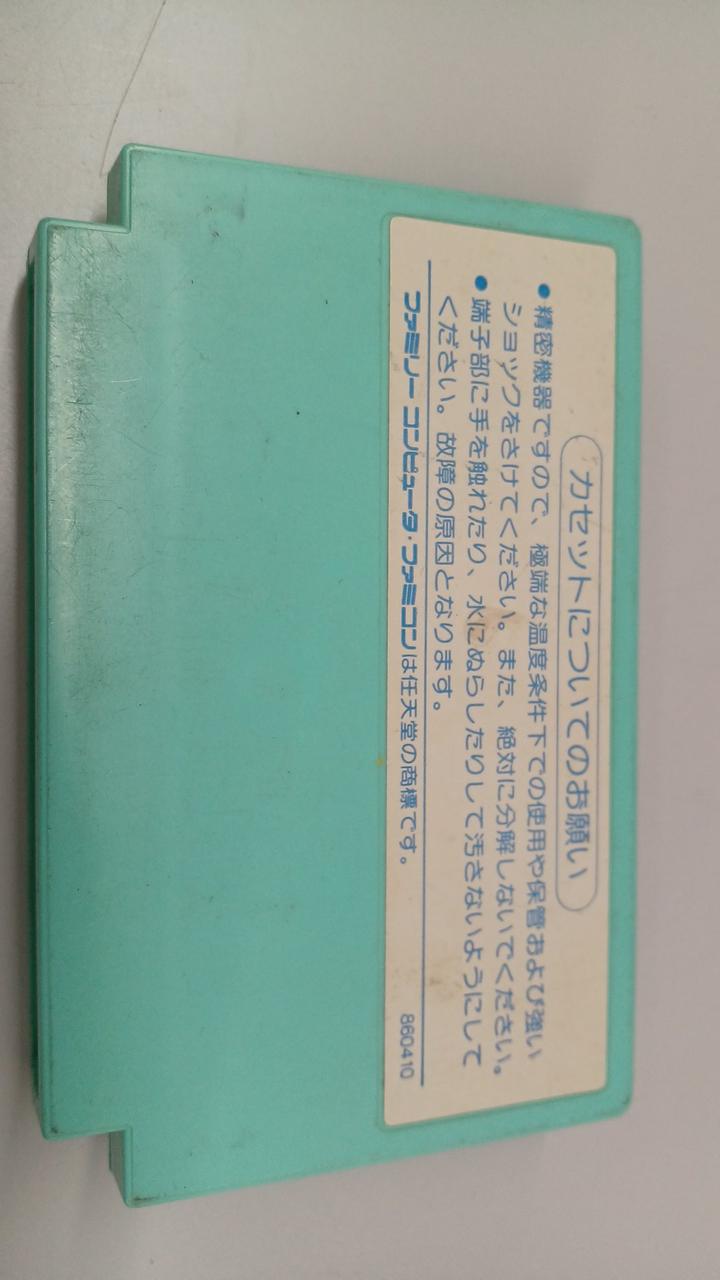 カセットについてのお願い
●精密機器ですので、極端な温度条件下での使用や保管および強い
ショックをさけてください。また、絶対に分解しないでください。
●端子部に手を触れたり、水にぬらしたりして汚さないようにして
ください。故障の原因となります。
ファミリー コンピュータ・ファミコンは任天堂の商標です。
860410